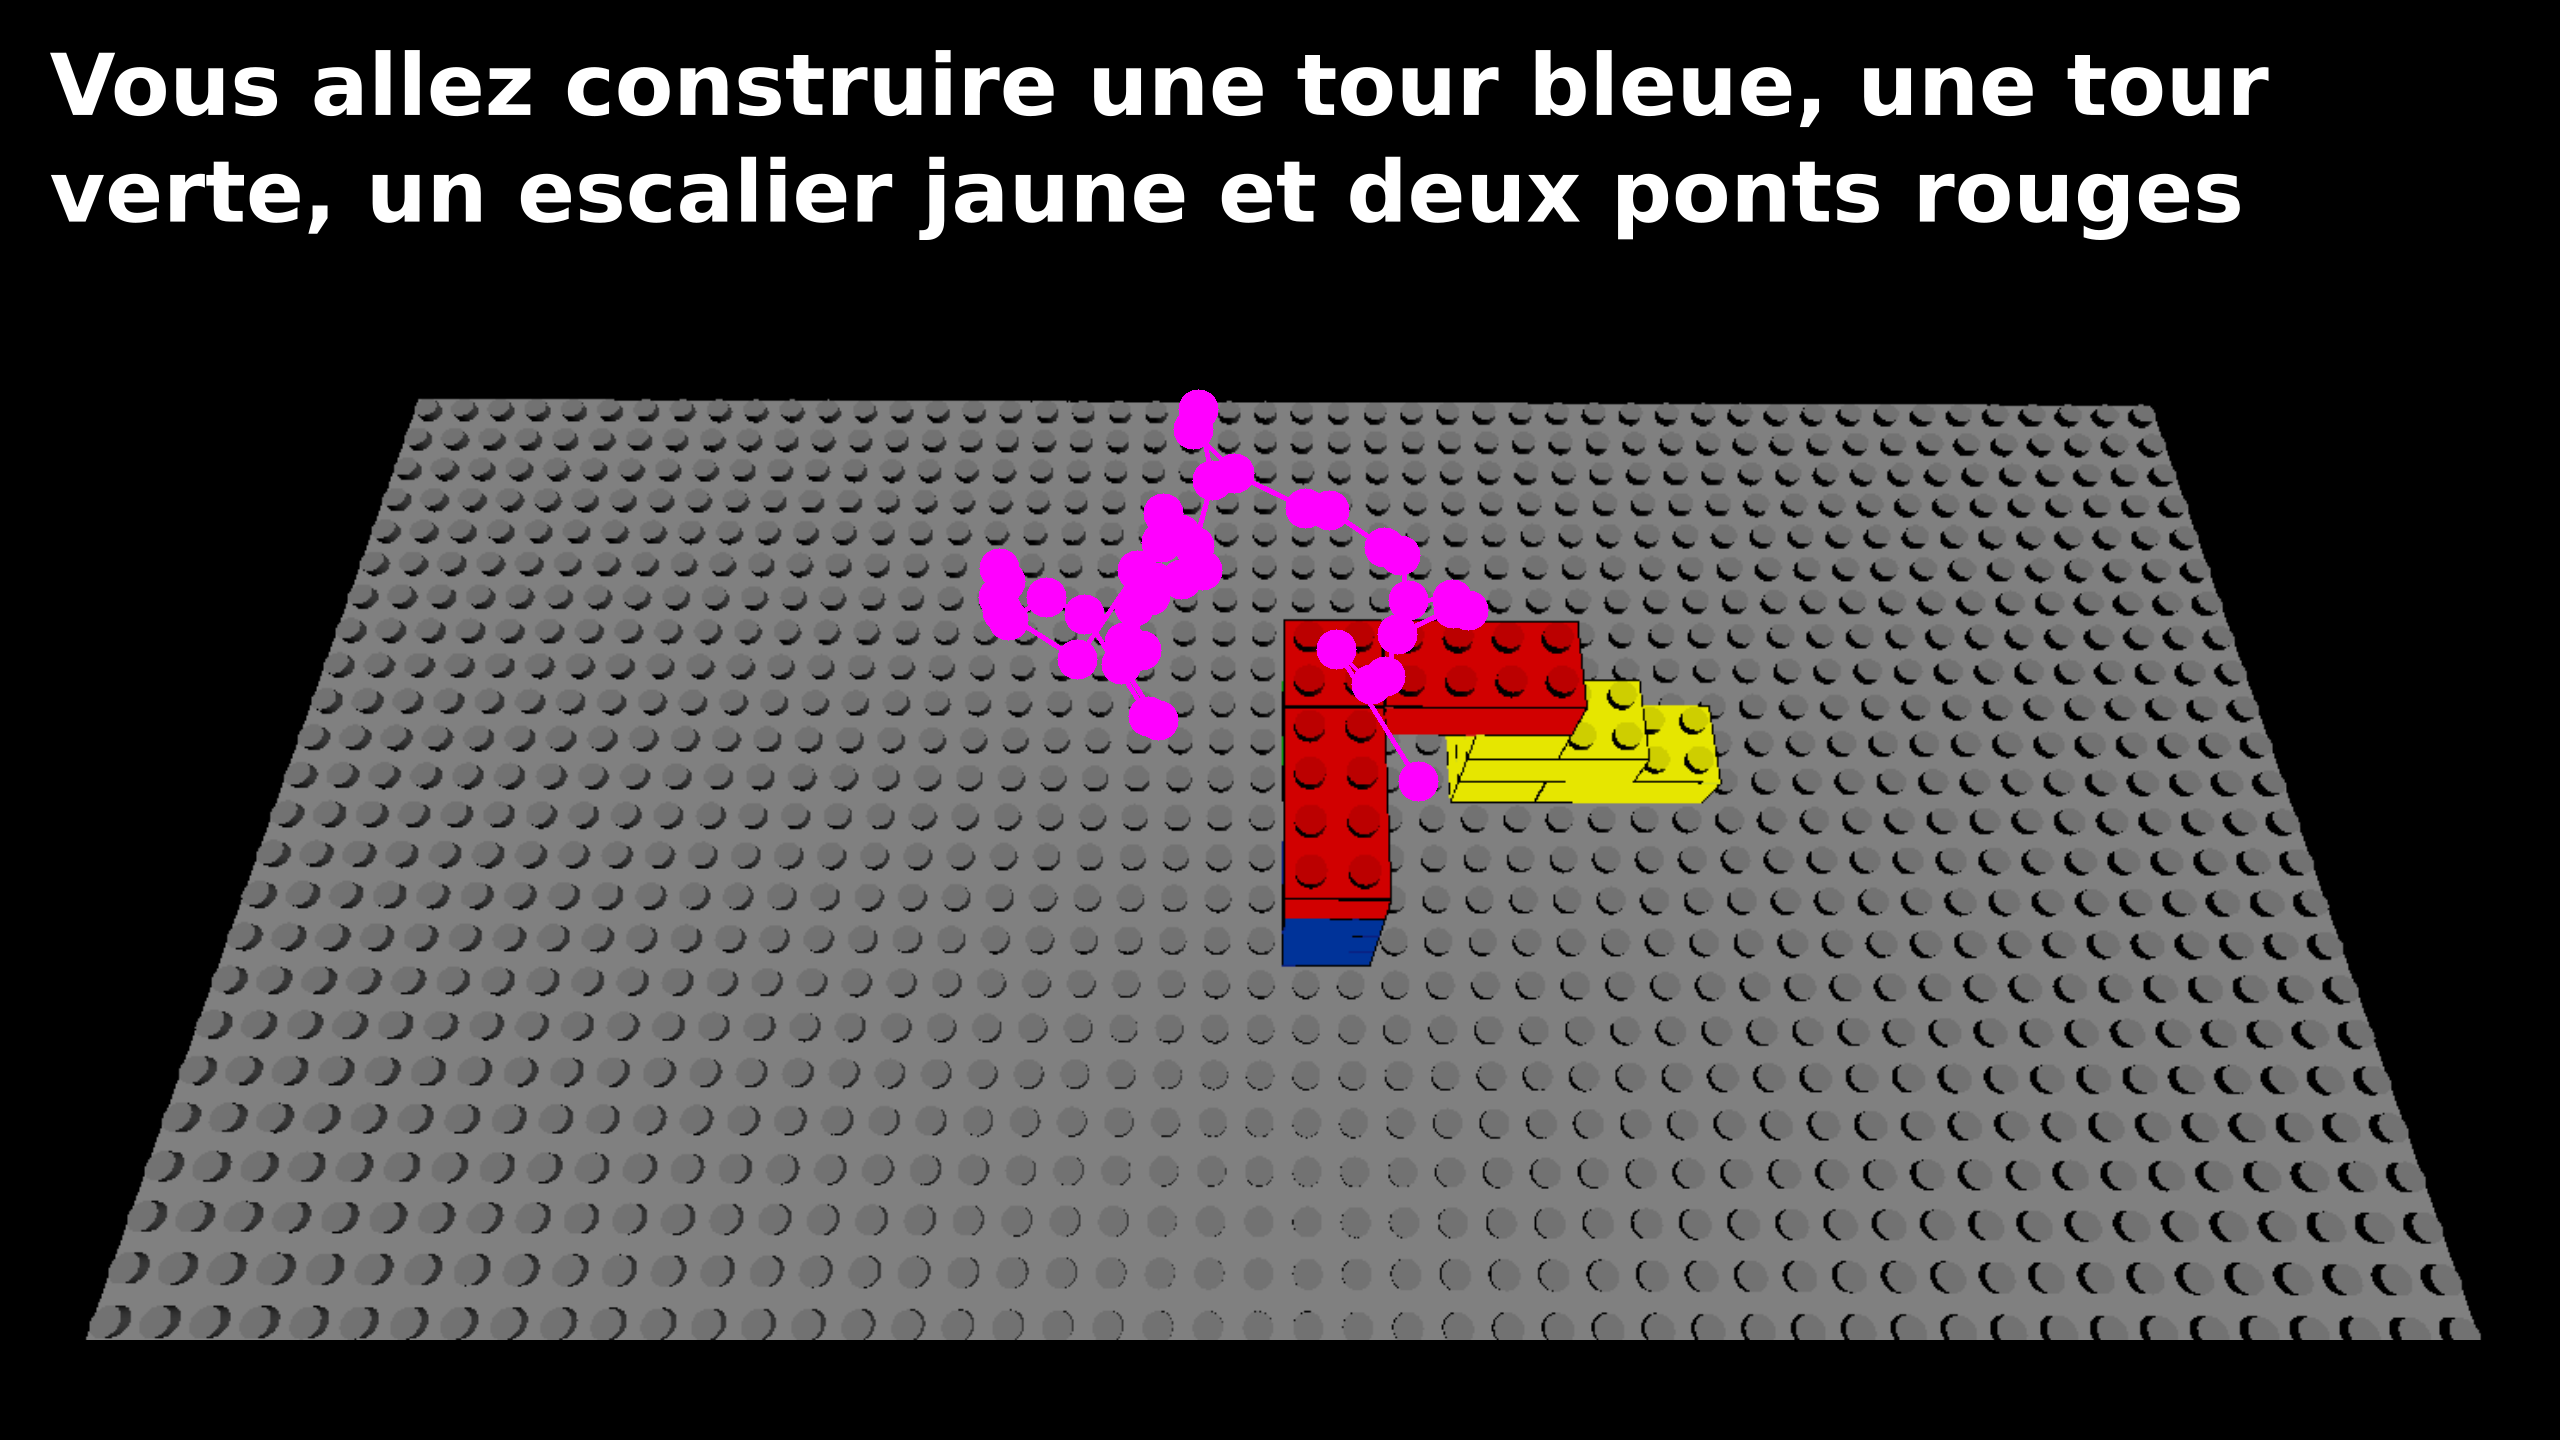 Vous allez construire une tour bleue, une tour
verte, un escalier jaune et deux ponts rouges